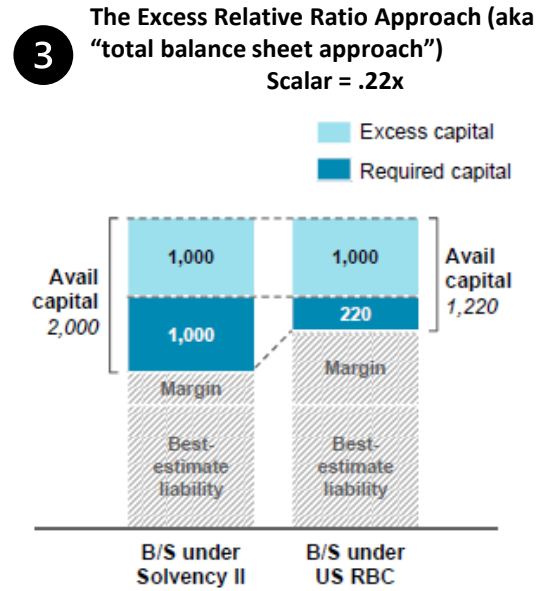 3
The Excess Relative Ratio Approach (aka
“total balance sheet approach”)
Scalar = .22x
Excess capital
Required capital
Avail
capital
2,000
1,000
1,000
Margin
Best-
estimate
liability
1,000
220
Margin
Best-
estimate
liability
Avail
capital
1,220
B/S under
Solvency II
B/S under
US RBC